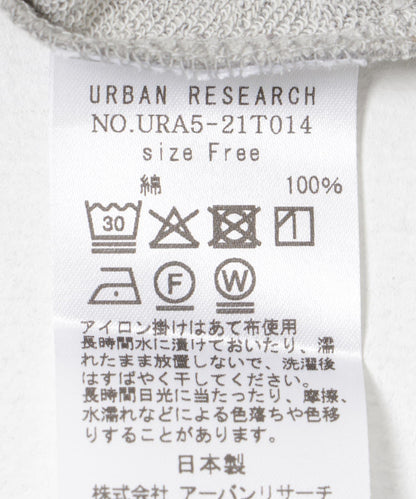 URBAN RESEARCH
NO.URA5-21T014
size Free
綿 100%
30
F W
アイロン掛けはあて布使用
長時間水に漬けておいたり、濡
れたまま放置しないで、洗濯後
はすばやく干してください。
長時間日光に当たったり、摩擦、
水濡れなどによる色落ちや色移
りすることがあります。
日本製
株式会社 アーバンリサーチ